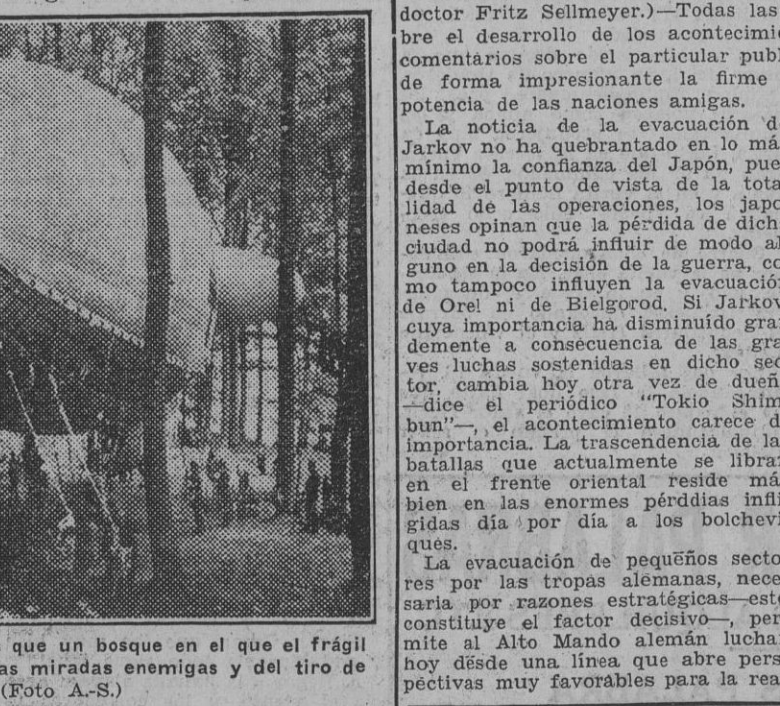 doctor Fritz Sellmeyer.)—Todas las
bre el desarrollo de los acontecimi
comentarios sobre el particular publ
de forma impresionante la firme
potencia de las naciones amigas.
La noticia de la evacuación d
Jarkov no ha quebrantado en lo má
mínimo la confianza del Japón, pue
desde el punto de vista de la tota
lidad de las operaciones, los japo
neses opinan que la pérdida de dich
ciudad no podrá influir de modo al
guno en la decisión de la guerra, co
mo tampoco influyen la evacuación
de Orel ni de Bielgorod. Si Jarkov
cuya importancia ha disminuído gran
demente a consecuencia de las gra
ves luchas sostenidas en dicho sec
tor, cambia hoy otra vez de dueñ
—dice el periódico "Tokio Shim
bun"—, el acontecimiento carece d
importancia. La trascendencia de la
batallas que actualmente se libran
en el frente oriental reside má
bien en las enormes pérddias infli
gidas día por día a los bolchevi
ques.
La evacuación de pequeños secto
res por las tropas alemanas, nece
saria por razones estratégicas—este
constituye el factor decisivo—, per
mite al Alto Mando alemán luchar
hoy desde una línea que abre pers
pectivas muy favorables para la rea
que un bosque en el que el frágil
as miradas enemigas y del tiro de
(Foto A.-S.)